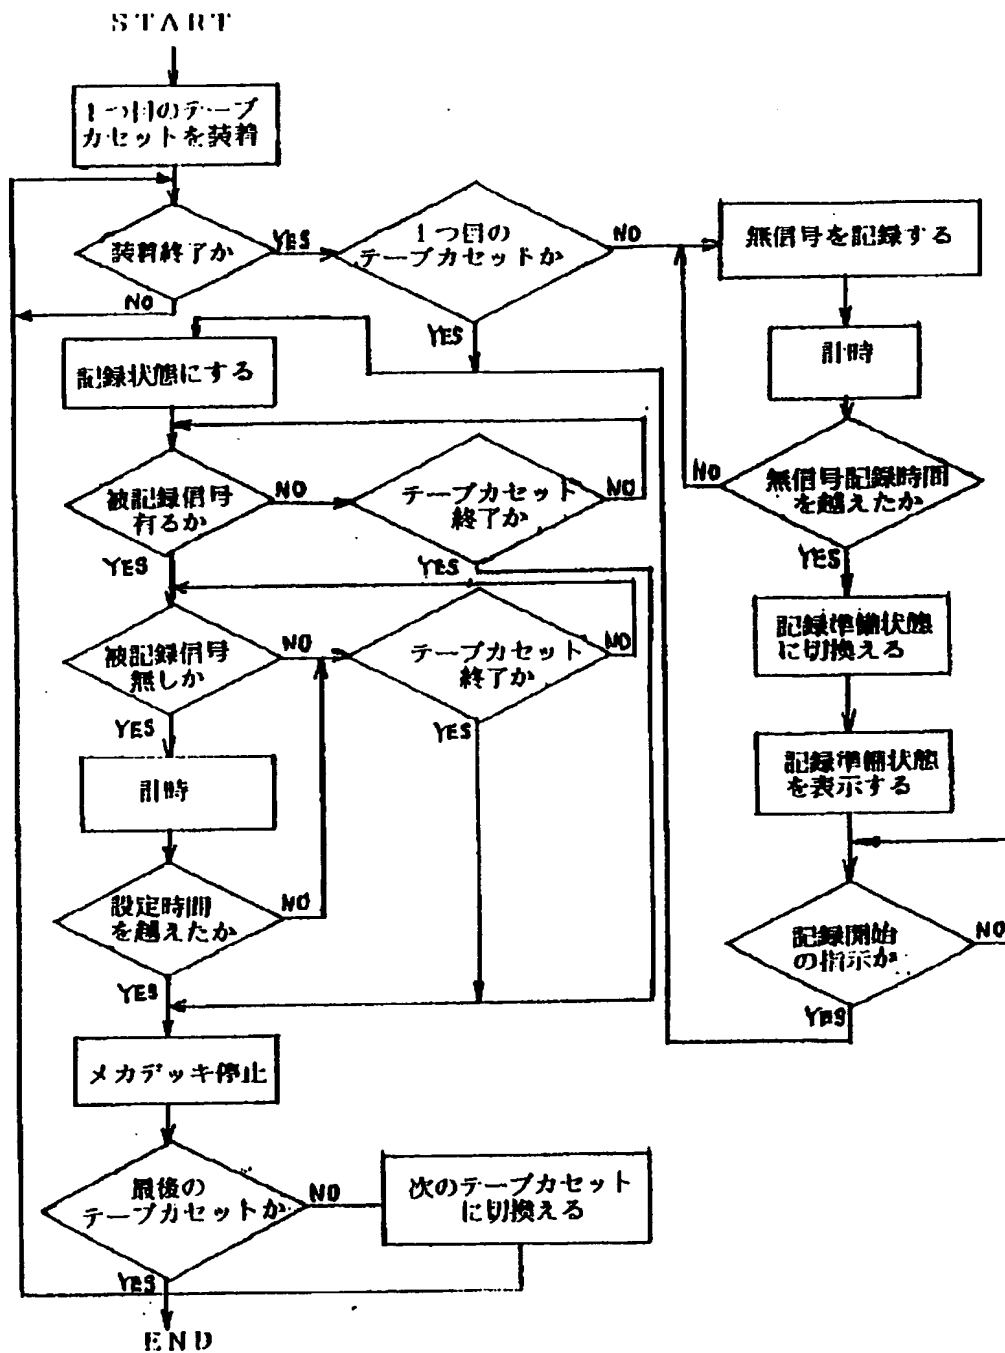 START
1つ目のテープ
カセットを装着
装着終了か
YES
NO
1つ目の
テープカセットか
NO
YES
無信号を記録する
計時
無信号記録時間
を越えたか
NO
YES
記録準備状態
に切換える
記録準備状態
を表示する
記録開始
の指示か
NO
YES
記録状態にする
被記録信号
有るか
NO
YES
テープカセット
終了か
NO
YES
被記録信号
無しか
NO
YES
テープカセット
終了か
NO
YES
計時
設定時間
を越えたか
NO
YES
メカデッキ停止
最後の
テープカセットか
NO
YES
次のテープカセット
に切換える
END